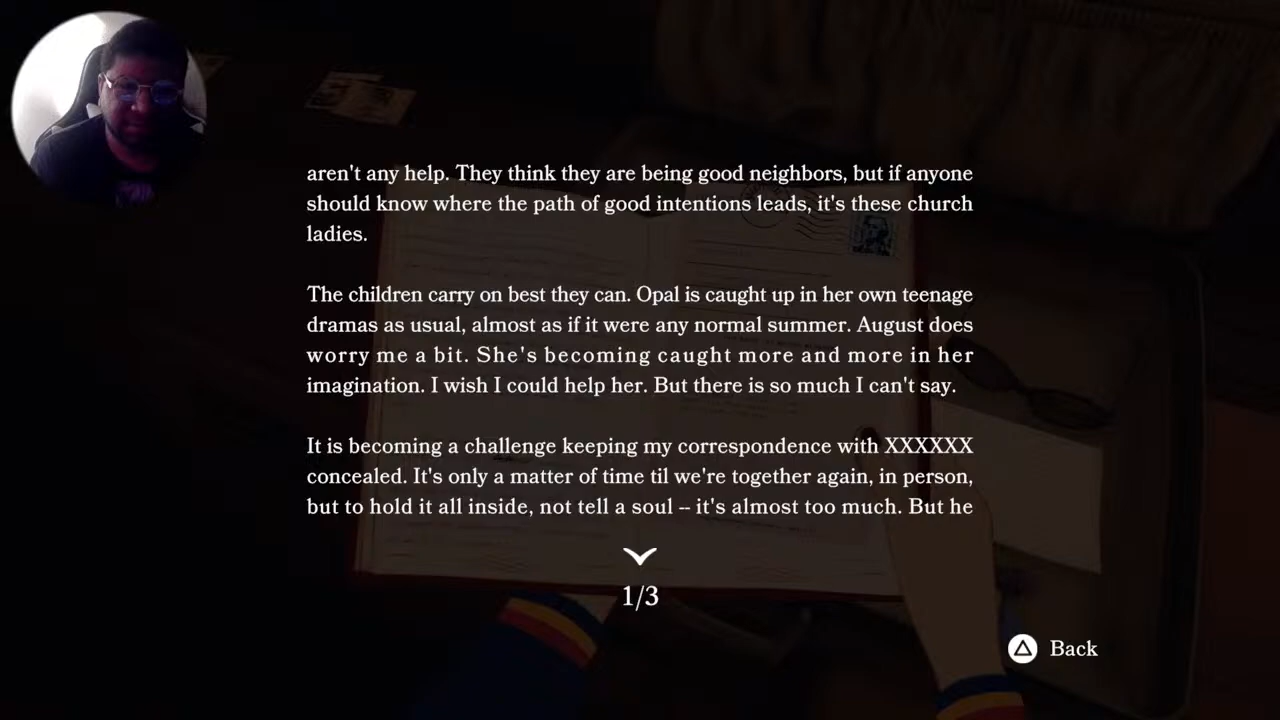 aren't any help. They think they are being good neighbors, but if anyone
should know where the path of good intentions leads, it's these church
ladies.
The children carry on best they can. Opal is caught up in her own teenage
dramas as usual, almost as if it were any normal summer. August does
worry me a bit. She's becoming caught more and more in her
imagination. I wish I could help her. But there is so much I can't say.
It is becoming a challenge keeping my correspondence with XXXXXX
concealed. It's only a matter of time til we're together again, in person,
but to hold it all inside, not tell a soul -- it's almost too much. But he
1/3
Back